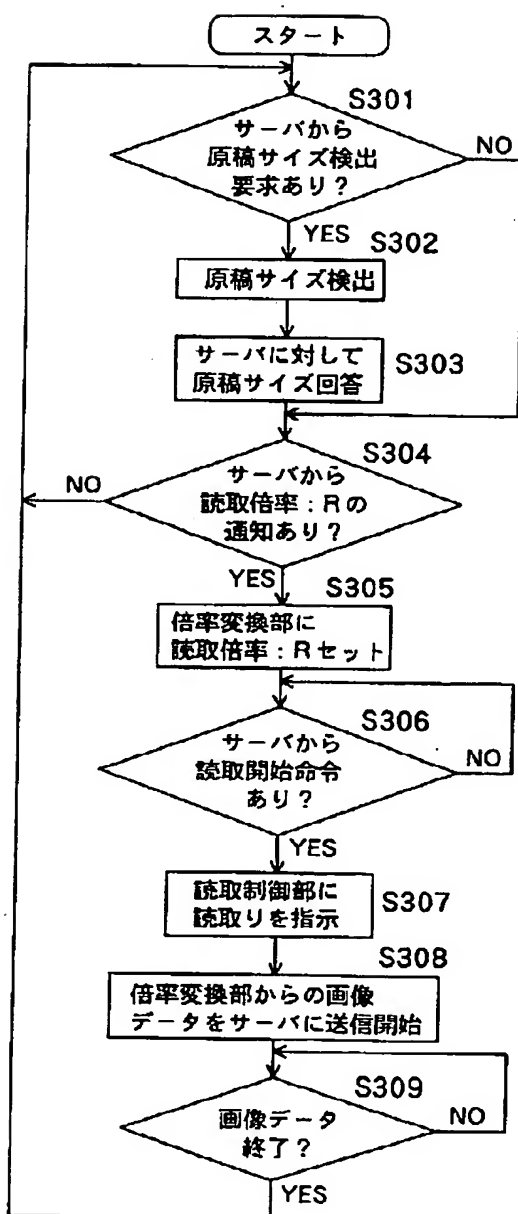 スタート
S301
サーバから
原稿サイズ検出
要求あり?
NO
YES
S302
原稿サイズ検出
サーバに対して
原稿サイズ回答
S303
S304
サーバから
読取倍率:Rの
通知あり?
NO
YES
S305
倍率変換部に
読取倍率:Rセット
S306
サーバから
読取開始命令
あり?
NO
YES
読取制御部に
読取りを指示
S307
S308
倍率変換部からの画像
データをサーバに送信開始
S309
画像データ
終了?
NO
YES